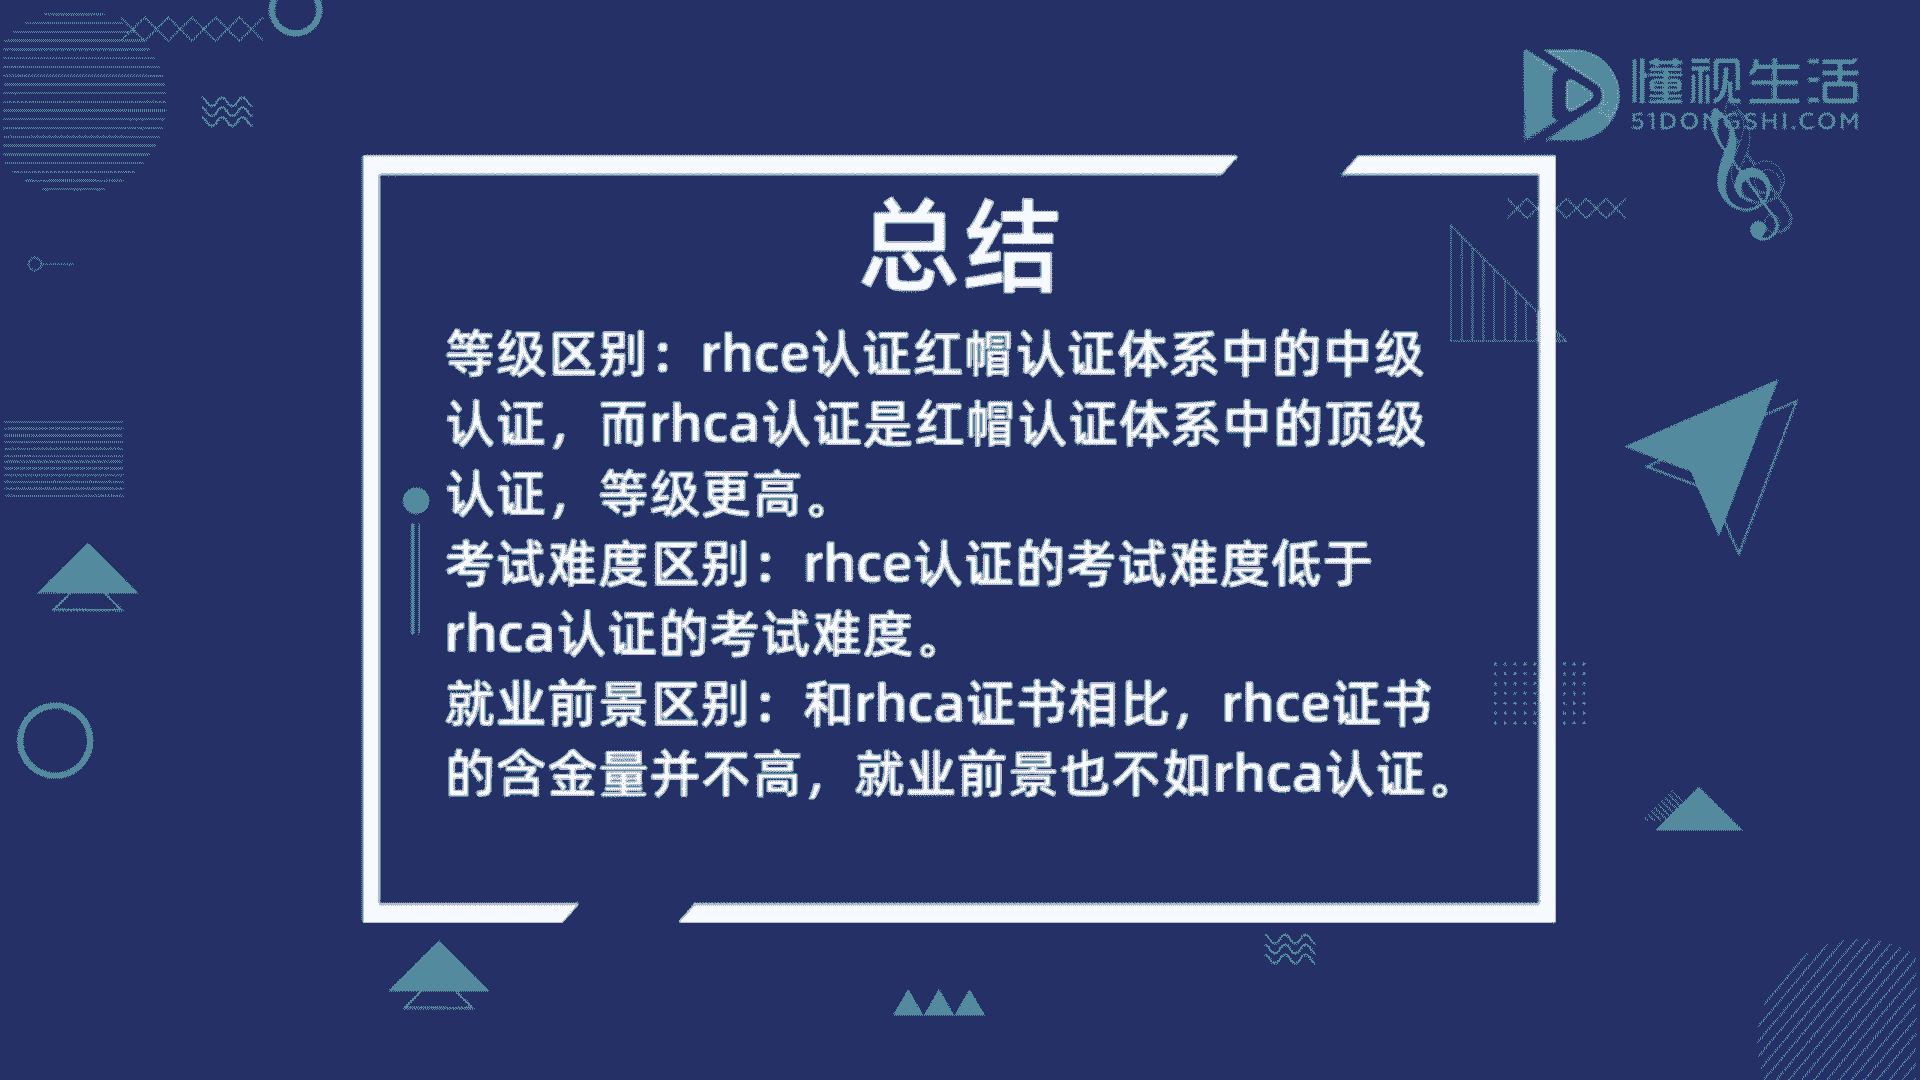 懂视生活
51DONGSHI.COM
总结
等级区别：rhce认证红帽认证体系中的中级
认证，而rhca认证是红帽认证体系中的顶级
认证，等级更高。
考试难度区别：rhce认证的考试难度低于
rhca认证的考试难度。
就业前景区别：和rhca证书相比，rhce证书
的含金量并不高，就业前景也不如rhca认证。